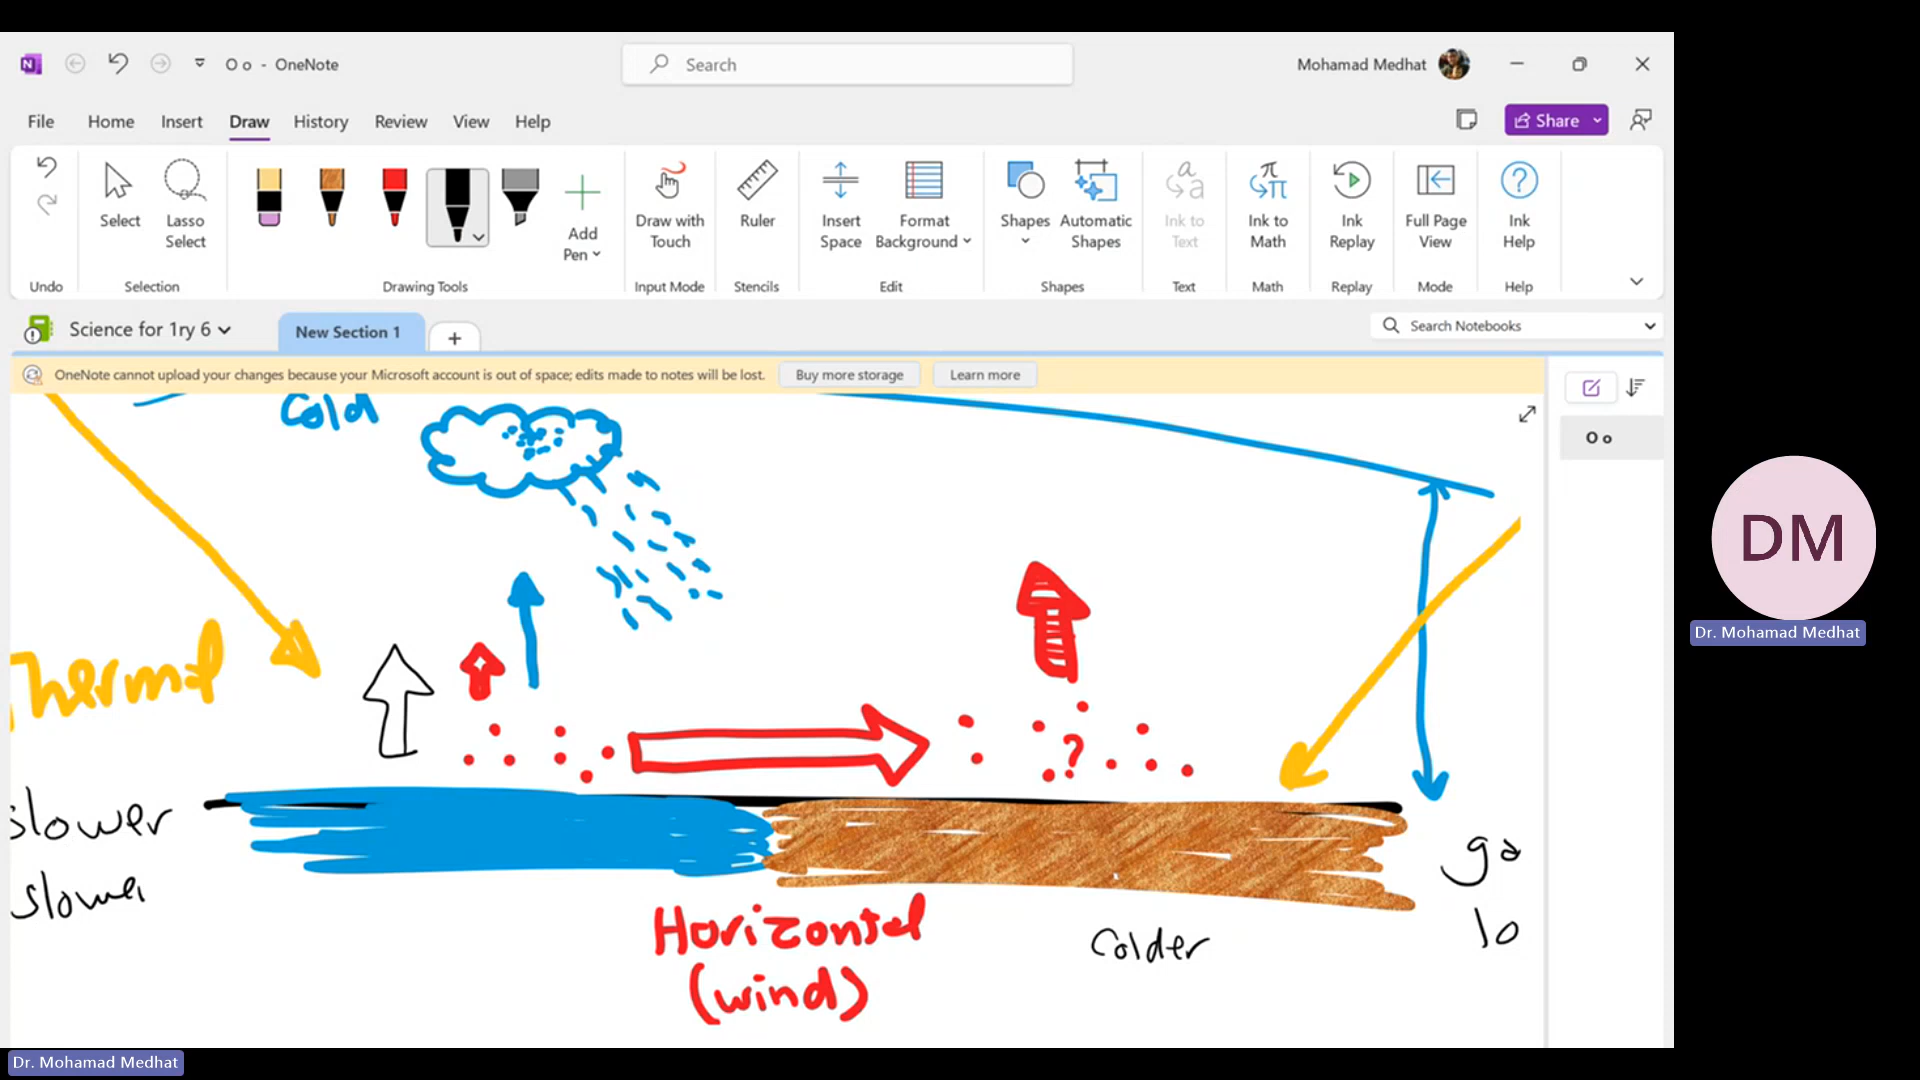 O o - OneNote
Search
Mohamad Medhat
File Home Insert Draw History Review View Help
Share
Select
Lasso Select
Add Pen
Draw with Touch
Ruler
Insert Space
Format Background
Shapes
Automatic Shapes
Ink to Text
Ink to Math
Ink Replay
Full Page View
Ink Help
Undo Selection Drawing Tools Input Mode Stencils Edit Shapes Text Math Replay Mode Help
Science for 1ry 6
New Section 1
Search Notebooks
OneNote cannot upload your changes because your Microsoft account is out of space; edits made to notes will be lost.
Buy more storage
Learn more
O o
Cold
DM
Dr. Mohamad Medhat
Thermal
?
slower
slower
ga
lo
Horizontal
(wind)
Colder
Dr. Mohamad Medhat